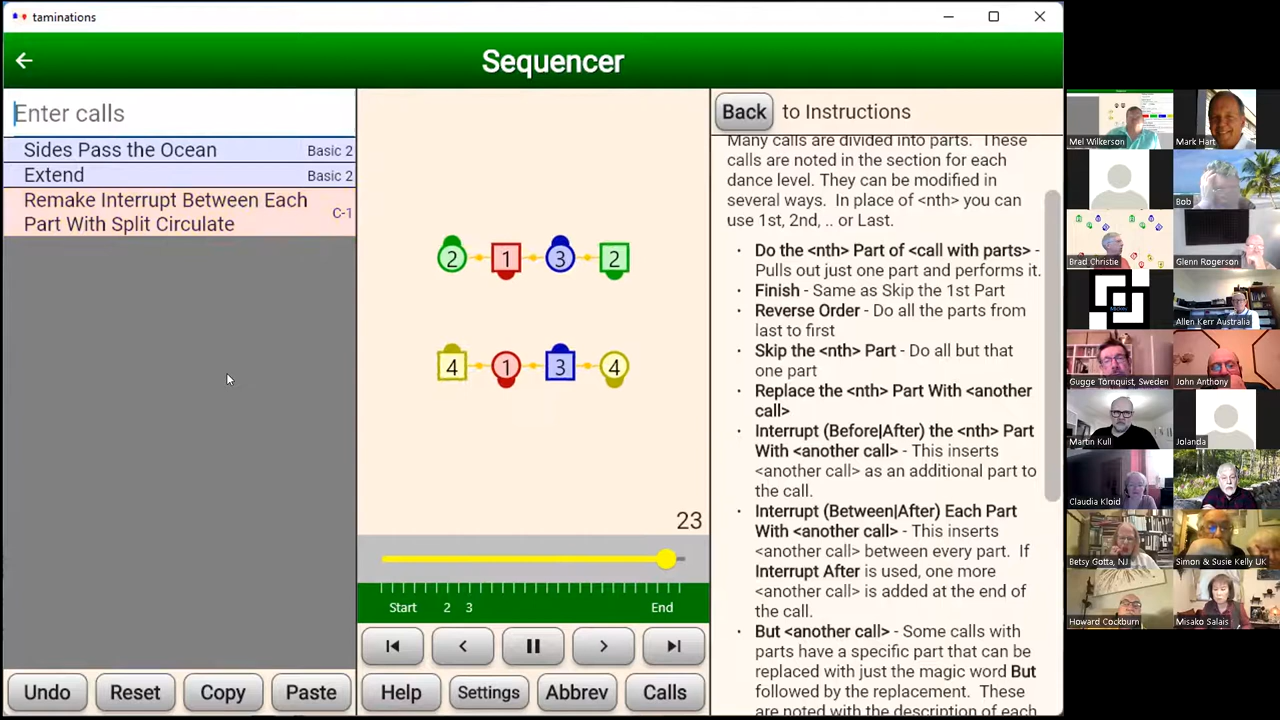 taminations
Sequencer
Enter calls
Sides Pass the Ocean Basic 2
Extend Basic 2
Remake Interrupt Between Each
Part With Split Circulate C-1
2 1 3 2
4 1 3 4
23
Start 2 3 End
Undo Reset Copy Paste Help Settings Abbrev Calls
Back to Instructions
Many calls are divided into parts. These
calls are noted in the section for each
dance level. They can be modified in
several ways. In place of <nth> you can
use 1st, 2nd, .. or Last.
· Do the <nth> Part of <call with parts> -
Pulls out just one part and performs it.
· Finish - Same as Skip the 1st Part
· Reverse Order - Do all the parts from
last to first
· Skip the <nth> Part - Do all but that
one part
· Replace the <nth> Part With <another
call>
· Interrupt (Before|After) the <nth> Part
With <another call> - This inserts
<another call> as an additional part to
the call.
· Interrupt (Between|After) Each Part
With <another call> - This inserts
<another call> between every part. If
Interrupt After is used, one more
<another call> is added at the end of
the call.
· But <another call> - Some calls with
parts have a specific part that can be
replaced with just the magic word But
followed by the replacement. These
are noted with the description of each
Mel Wilkerson
Mark Hart
Bob
Brad Christie
Glenn Rogerson
Allen Kerr Australia
Gugge Törnquist, Sweden
John Anthony
Martin Kull
Jolanda
Claudia Kloid
Betsy Gotta, NJ
Simon & Susie Kelly UK
Howard Cockburn
Misako Salais